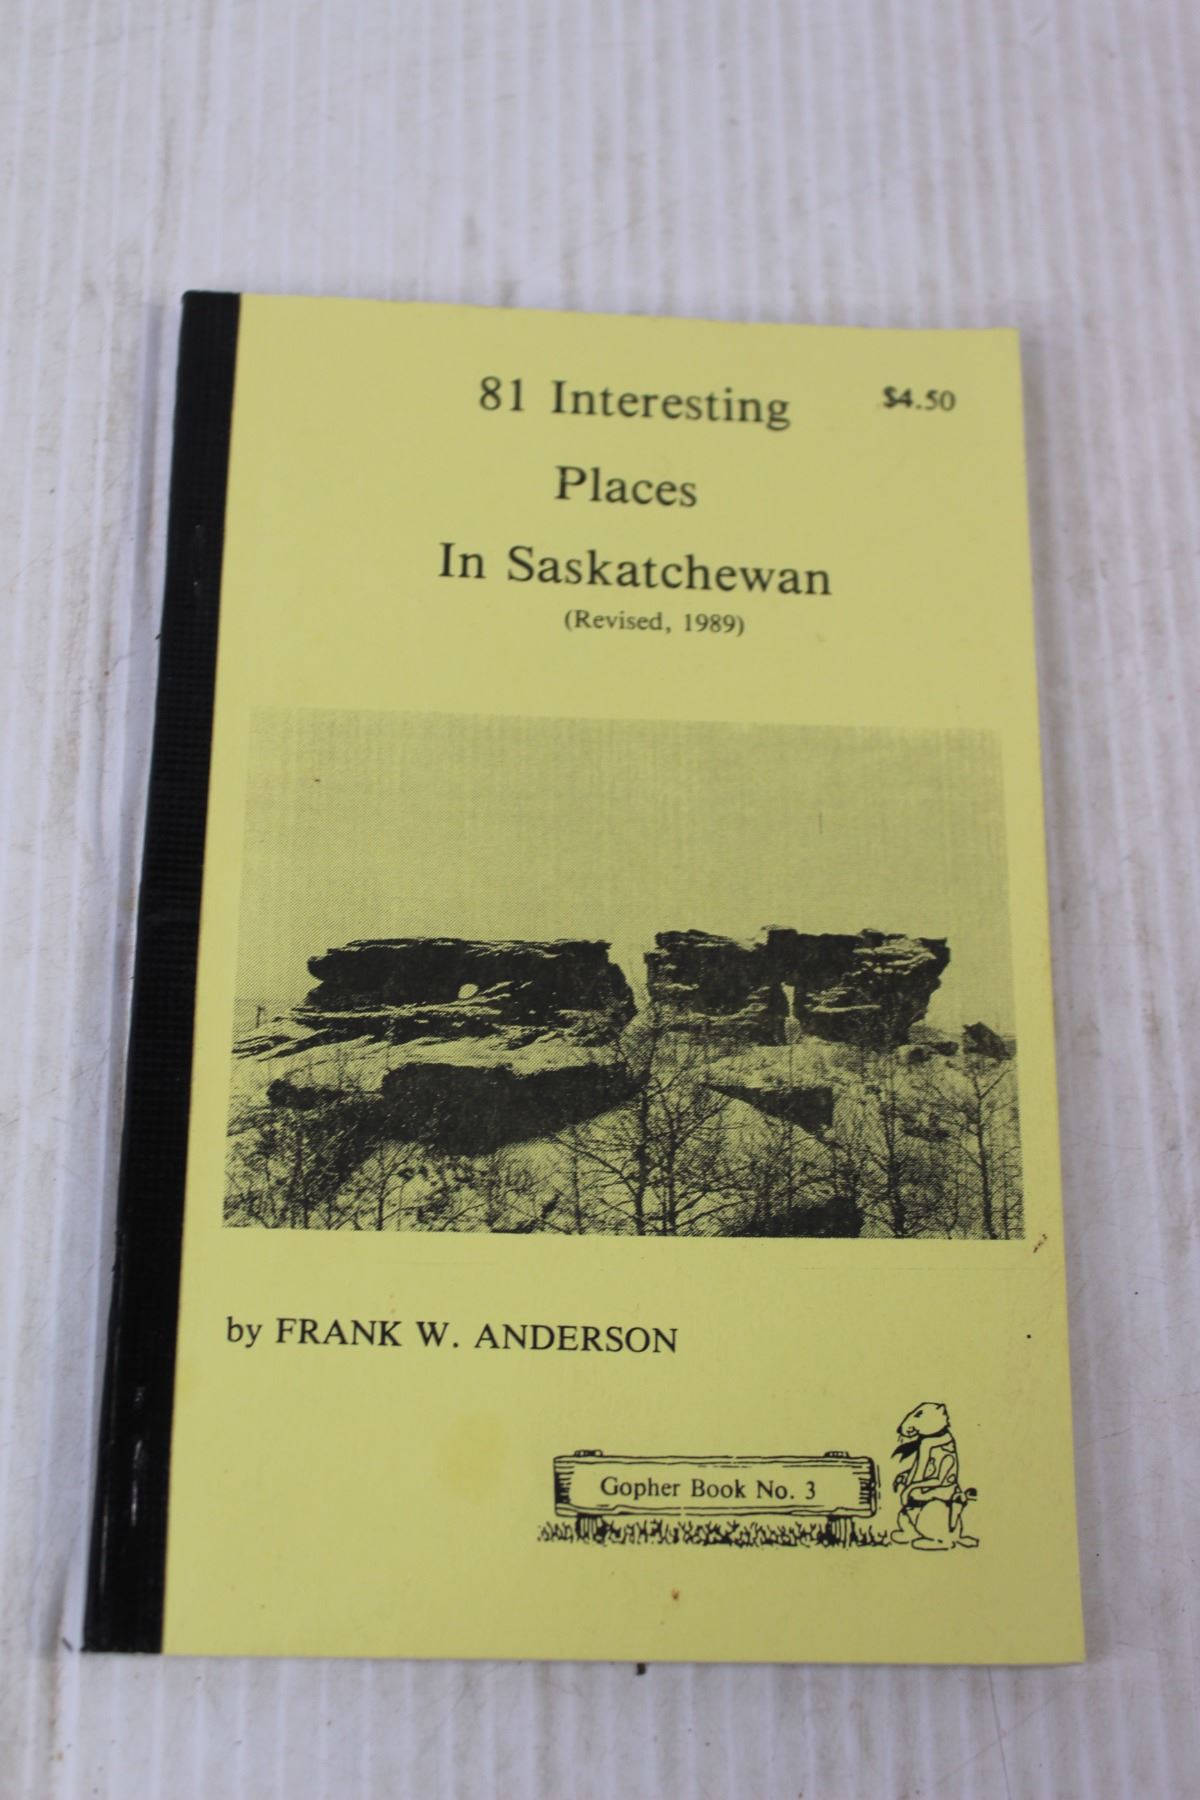 81 Interesting
$4.50
Places
In Saskatchewan
(Revised, 1989)
by FRANK W. ANDERSON
Gopher Book No. 3